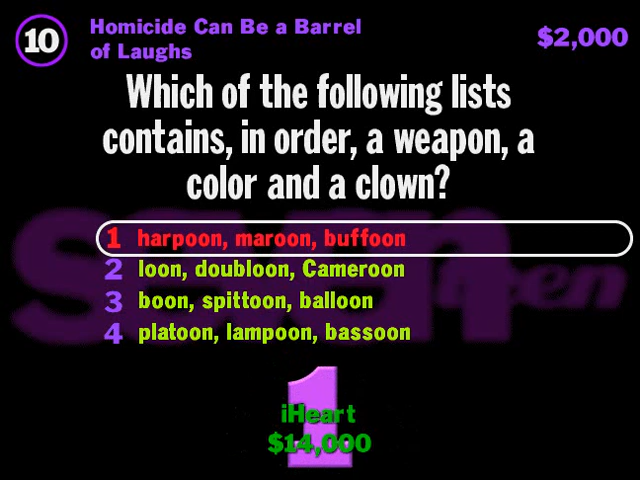 10
Homicide Can Be a Barrel
of Laughs
$2,000
Which of the following lists
contains, in order, a weapon, a
color and a clown?
1 harpoon, maroon, buffoon
2 loon, doubloon, Cameroon
3 boon, spittoon, balloon
4 platoon, lampoon, bassoon
1
iHeart
$14,000